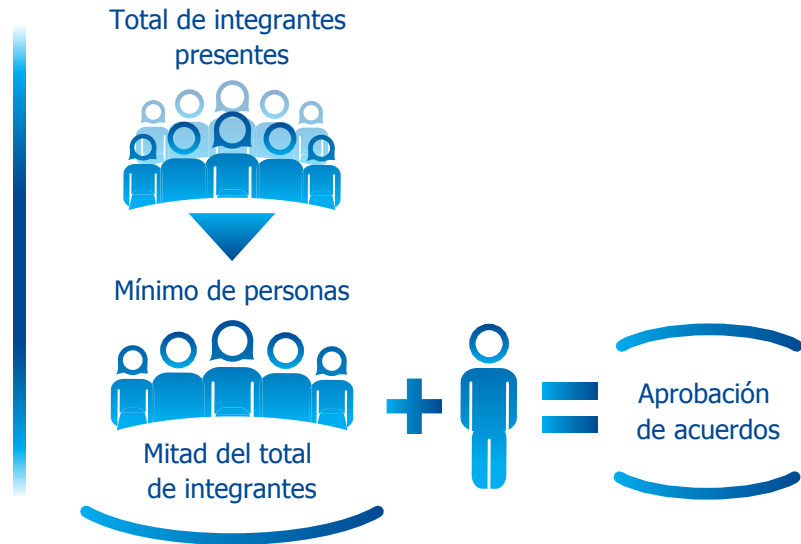 Total de integrantes
presentes
Mínimo de personas
Mitad del total
de integrantes
Aprobación
de acuerdos